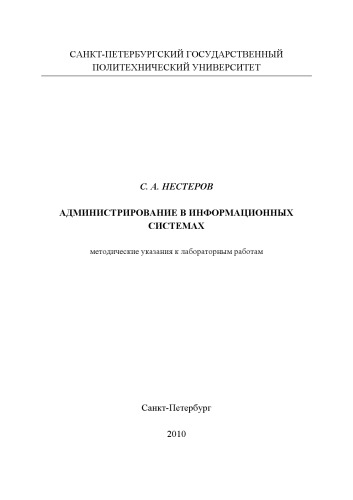 САНКТ-ПЕТЕРБУРГСКИЙ ГОСУДАРСТВЕННЫЙ
ПОЛИТЕХНИЧЕСКИЙ УНИВЕРСИТЕТ
С. А. НЕСТЕРОВ
АДМИНИСТРИРОВАНИЕ В ИНФОРМАЦИОННЫХ
СИСТЕМАХ
методические указания к лабораторным работам
Санкт-Петербург
2010